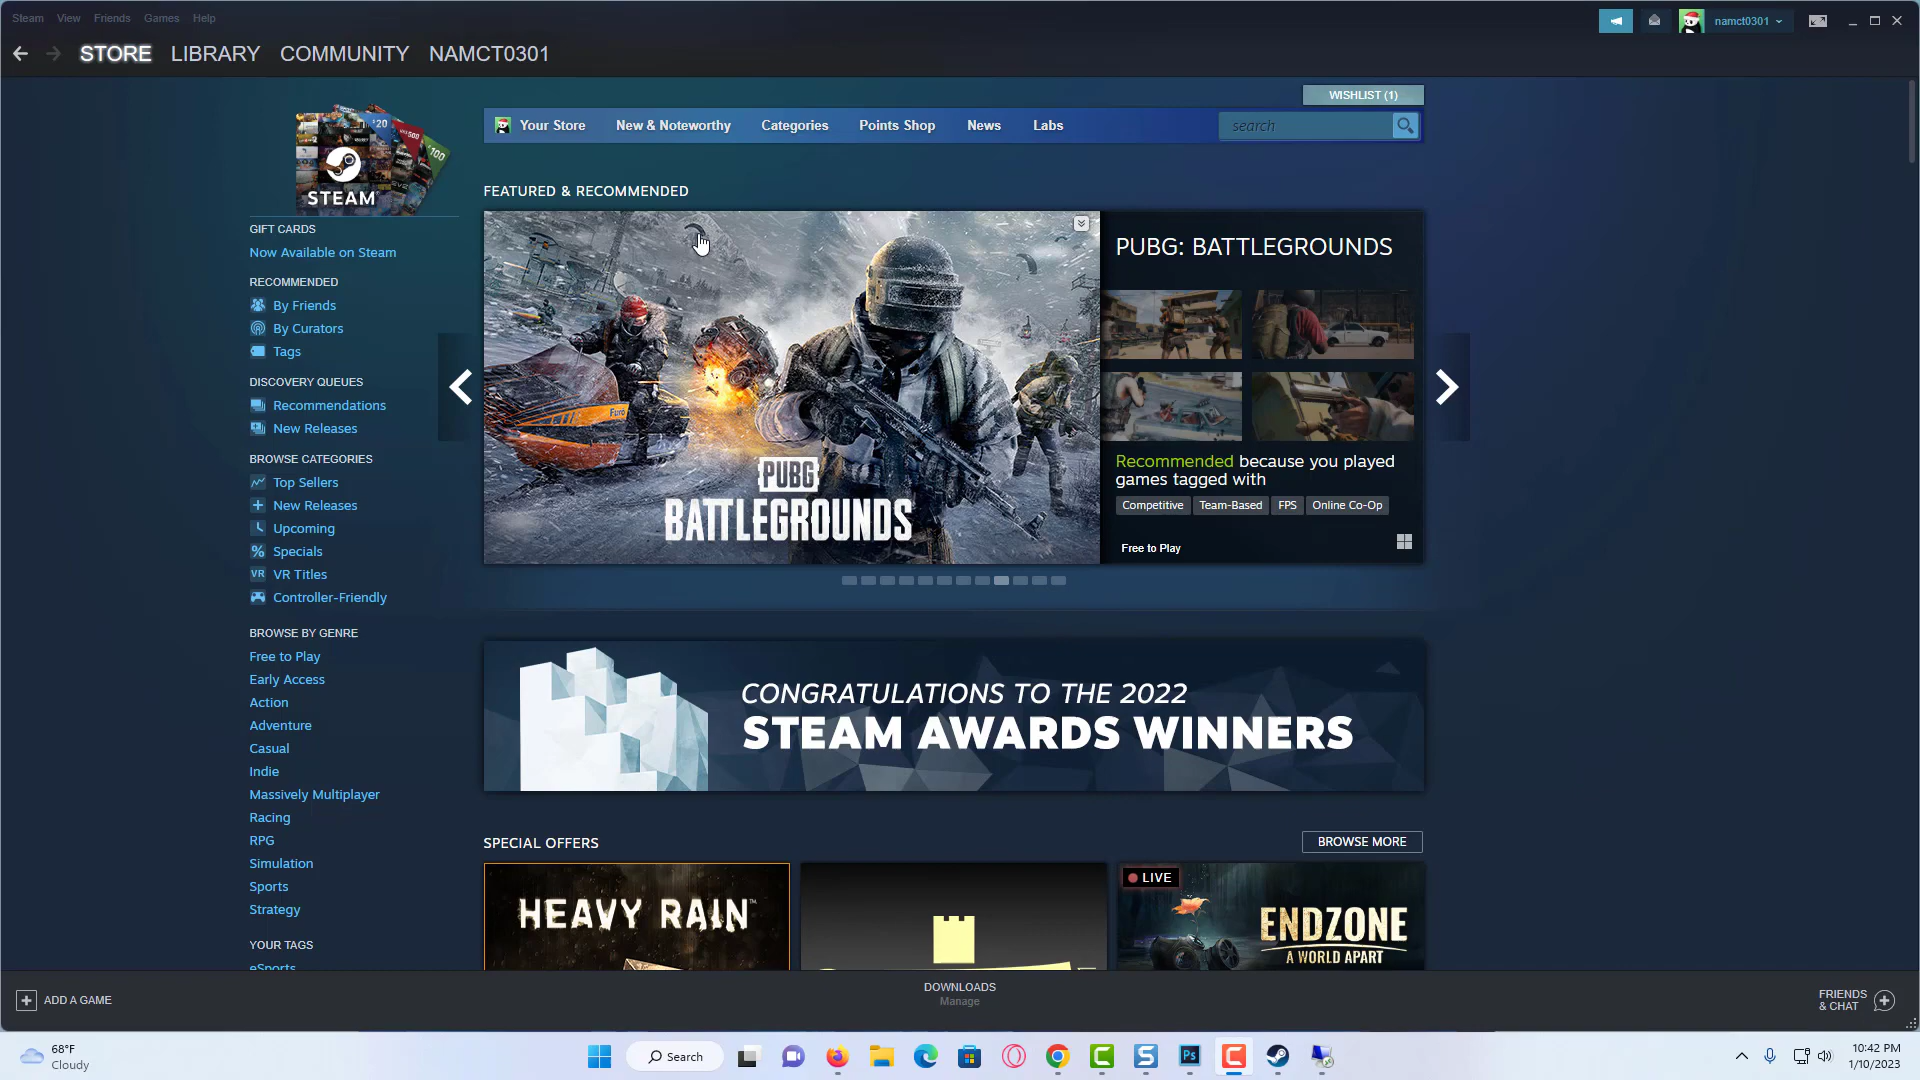 Steam View Friends Games Help
namct0301
STORE LIBRARY COMMUNITY NAMCT0301
WISHLIST (1)
Your Store New & Noteworthy Categories Points Shop News Labs
search
$20
$100
STEAM
GIFT CARDS
Now Available on Steam
RECOMMENDED
By Friends
By Curators
Tags
DISCOVERY QUEUES
Recommendations
New Releases
BROWSE CATEGORIES
Top Sellers
New Releases
Upcoming
Specials
VR VR Titles
Controller-Friendly
BROWSE BY GENRE
Free to Play
Early Access
Action
Adventure
Casual
Indie
Massively Multiplayer
Racing
RPG
Simulation
Sports
Strategy
YOUR TAGS
eSports
FEATURED & RECOMMENDED
Furo
PUBG
BATTLEGROUNDS
PUBG: BATTLEGROUNDS
Recommended because you played
games tagged with
Competitive Team-Based FPS Online Co-Op
Free to Play
CONGRATULATIONS TO THE 2022
STEAM AWARDS WINNERS
SPECIAL OFFERS
BROWSE MORE
HEAVY RAIN™
LIVE
ENDZONE
A WORLD APART
ADD A GAME
DOWNLOADS
Manage
FRIENDS
& CHAT
68°F
Cloudy
Search
Ps
10:42 PM
1/10/2023